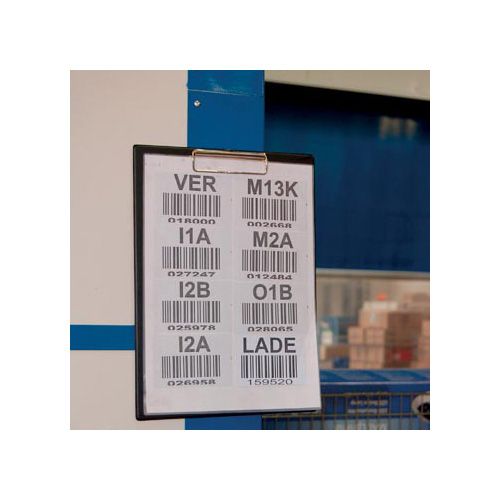 VER M13K
018000 002668
I1A M2A
027247 012484
I2B O1B
025978 028065
I2A LADE
026958 159520